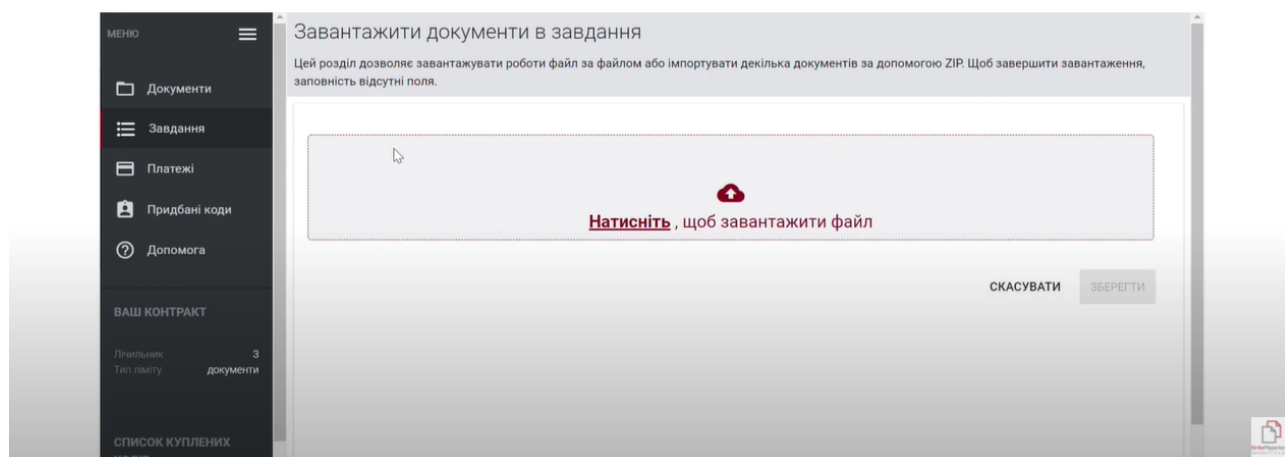 МЕНЮ
Документи
Завдання
Платежі
Придбані коди
Допомога
ВАШ КОНТРАКТ
Лічильник 3
Тип ліміту документи
СПИСОК КУПЛЕНИХ
Завантажити документи в завдання
Цей розділ дозволяє завантажувати роботи файл за файлом або імпортувати декілька документів за допомогою ZIP. Щоб завершити завантаження,
заповність відсутні поля.
Натисніть , щоб завантажити файл
СКАСУВАТИ ЗБЕРЕГТИ